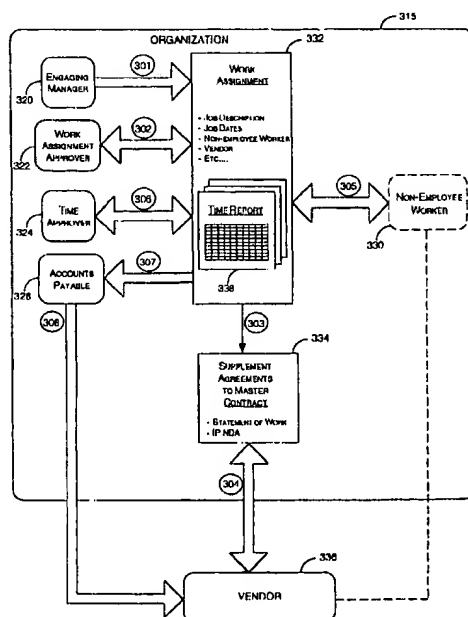 315
ORGANIZATION
332
ENGAGING
MANAGER
320
301
WORK
ASSIGNMENT
• JOB DESCRIPTION
• JOB DATES
• NON-EMPLOYEE WORKER
• VENDOR
• ETC....
WORK
ASSIGNMENT
APPROVER
322
302
TIME
APPROVER
324
306
TIME REPORT
338
305
NON-EMPLOYEE
WORKER
330
ACCOUNTS
PAYABLE
326
307
308
303
334
SUPPLEMENT
AGREEMENTS
TO MASTER
CONTRACT
• STATEMENT OF WORK
• IP NDA
304
336
VENDOR